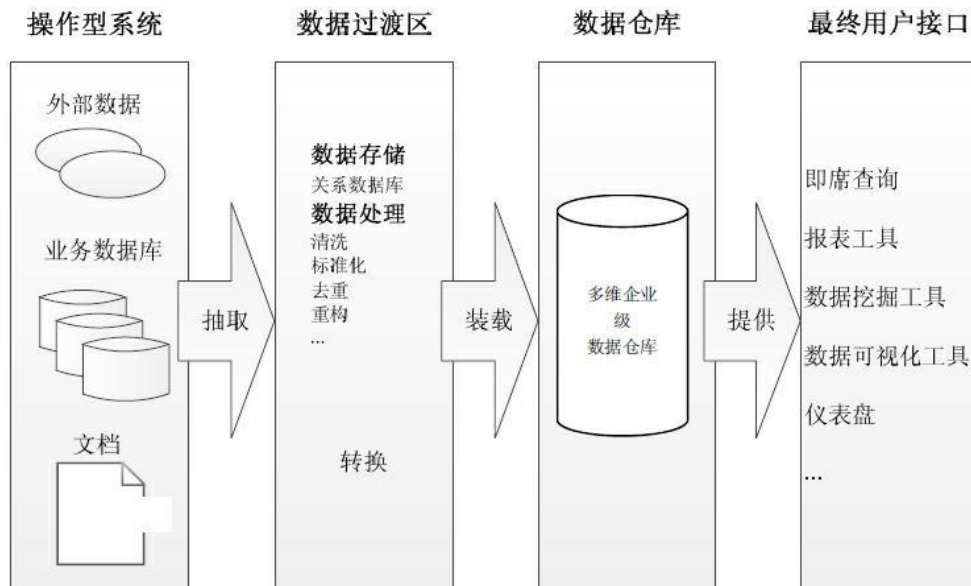 操作型系统
数据过渡区
数据仓库
最终用户接口
外部数据
业务数据库
文档
抽取
数据存储
关系数据库
数据处理
清洗
标准化
去重
重构
...
转换
装载
多维企业
级
数据仓库
提供
即席查询
报表工具
数据挖掘工具
数据可视化工具
仪表盘
...